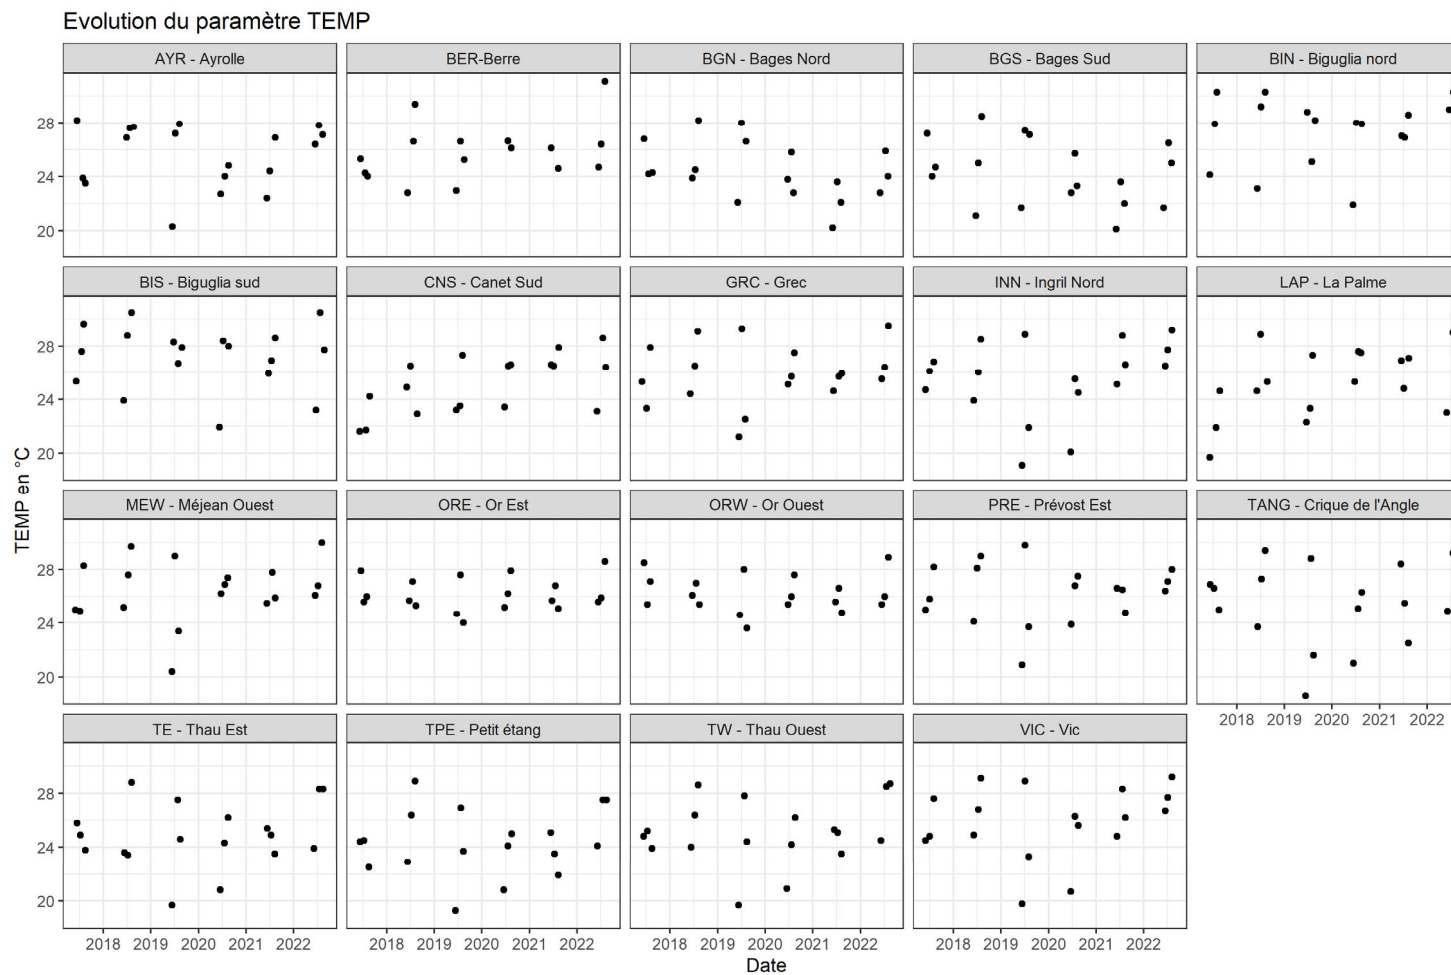 Evolution du paramètre TEMP
AYR - Ayrolle
BER-Berre
BGN - Bages Nord
BGS - Bages Sud
BIN - Biguglia nord
28
24
20
BIS - Biguglia sud
CNS - Canet Sud
GRC - Grec
INN - Ingril Nord
LAP - La Palme
28
24
20
TEMP en °C
MEW - Méjean Ouest
ORE - Or Est
ORW - Or Ouest
PRE - Prévost Est
TANG - Crique de l'Angle
28
24
20
2018 2019 2020 2021 2022
TE - Thau Est
TPE - Petit étang
TW - Thau Ouest
VIC - Vic
28
24
20
2018 2019 2020 2021 2022
2018 2019 2020 2021 2022
2018 2019 2020 2021 2022
2018 2019 2020 2021 2022
Date